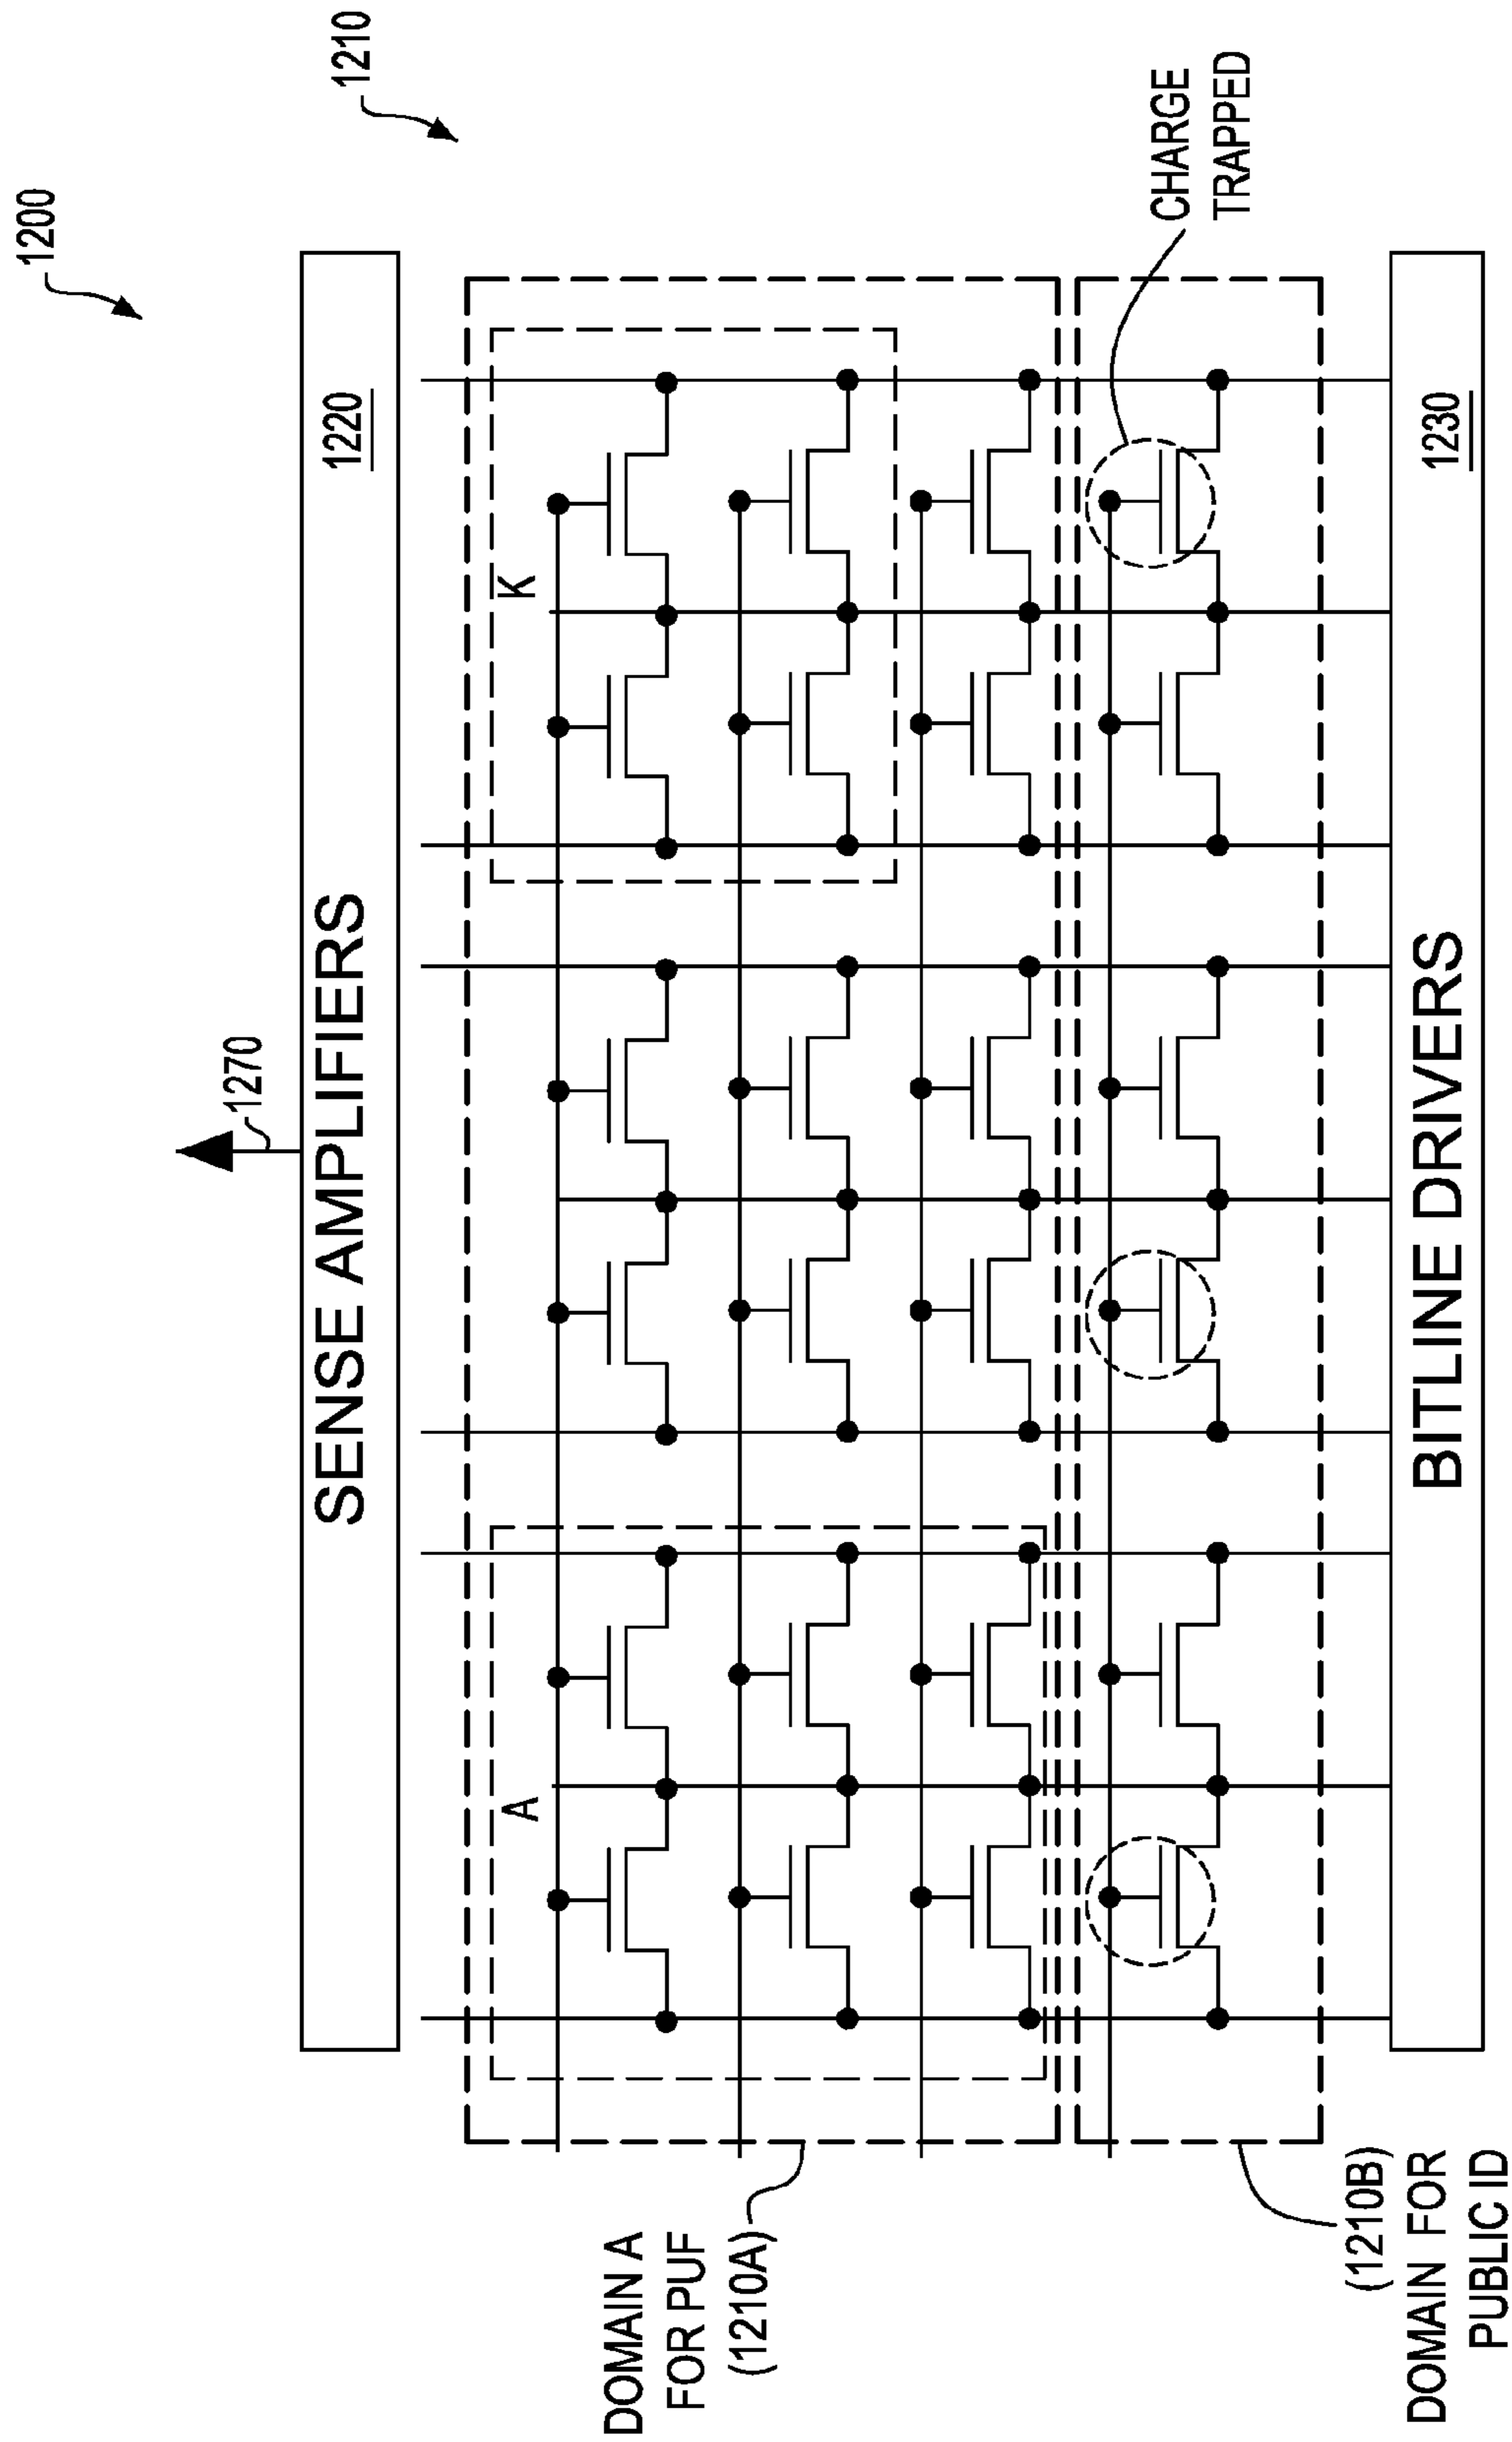 1200
1210
SENSE AMPLIFIERS
1220
1270
A
K
DOMAIN A
FOR PUF
(1210A)
CHARGE
TRAPPED
(1210B)
DOMAIN FOR
PUBLIC ID
BITLINE DRIVERS
1230